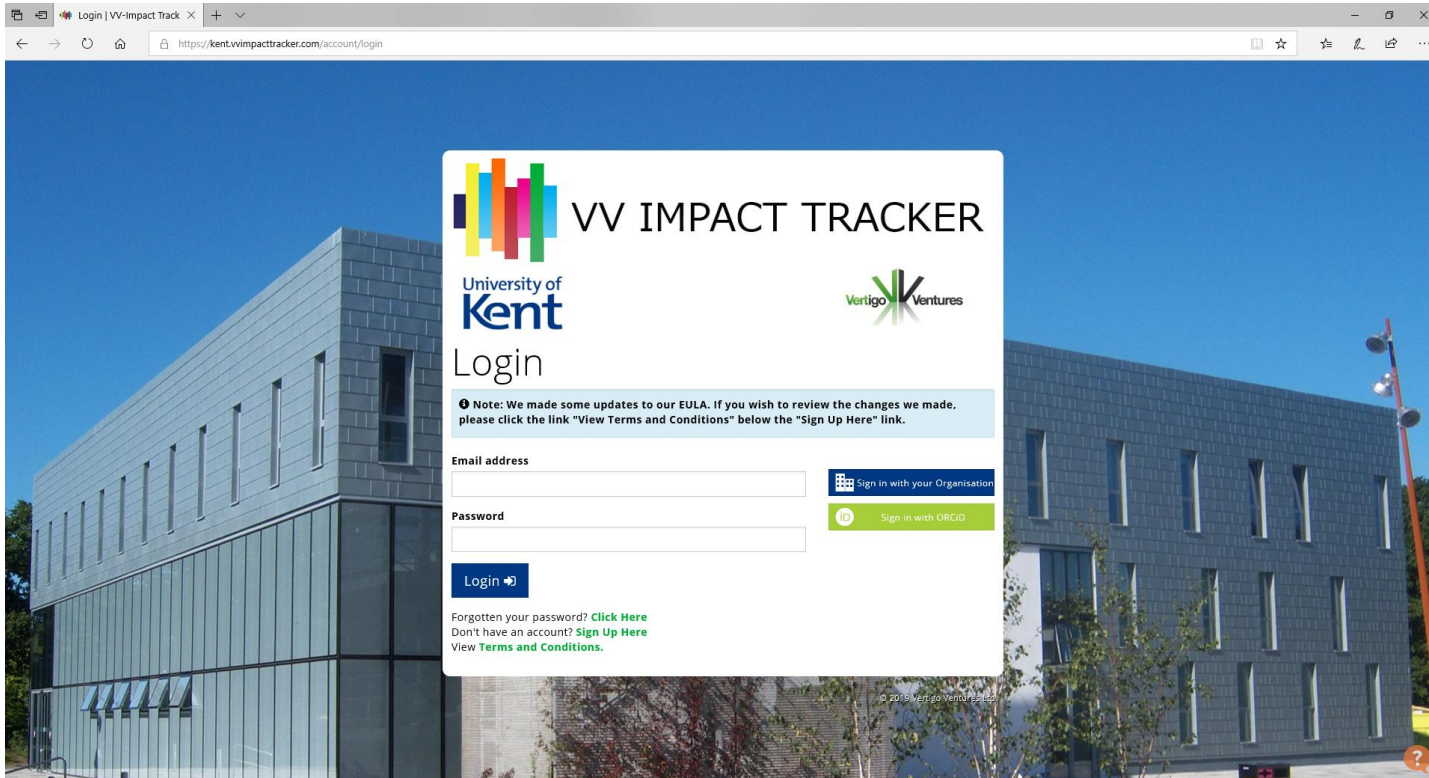 Login | VV-Impact Track
https://kent.vvimpacttracker.com/account/login
VV IMPACT TRACKER
University of
Kent
Vertigo Ventures
Login
Note: We made some updates to our EULA. If you wish to review the changes we made,
please click the link "View Terms and Conditions" below the "Sign Up Here" link.
Email address
Sign in with your Organisation
Password
iD Sign in with ORCiD
Login
Forgotten your password? Click Here
Don't have an account? Sign Up Here
View Terms and Conditions.
© 2019 Vertigo Ventures Ltd.
?